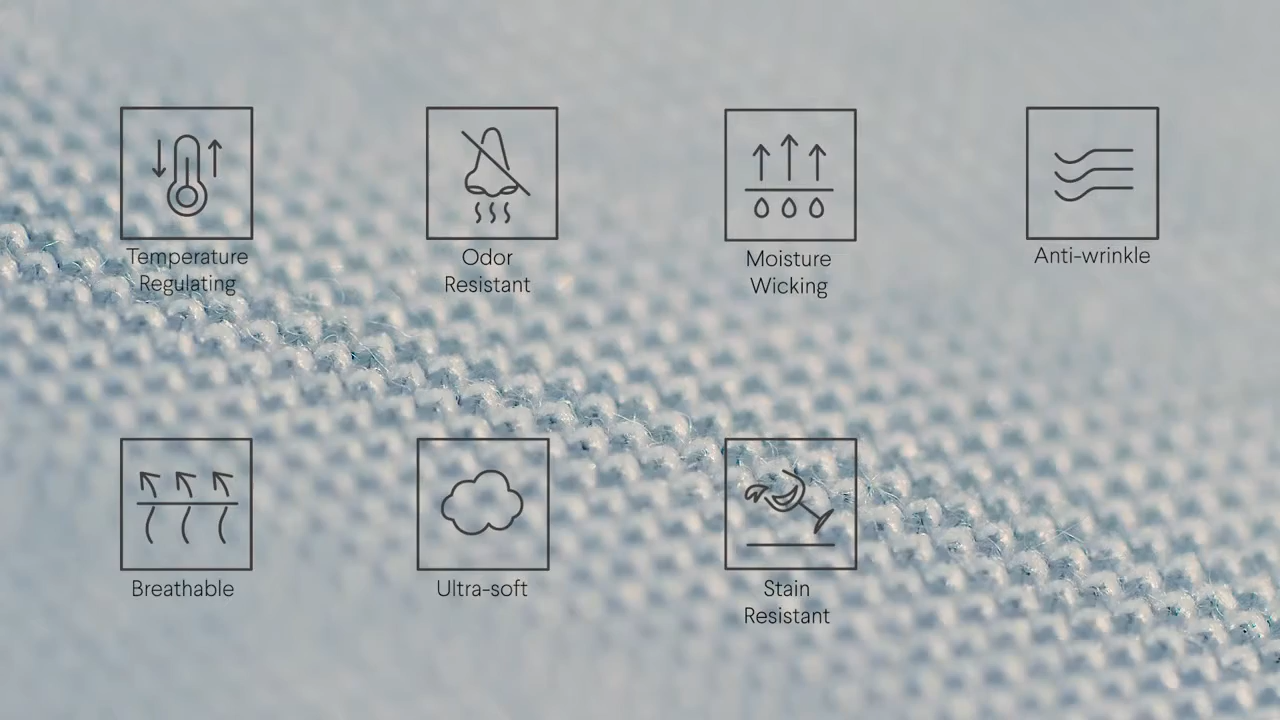 Temperature
Regulating
Odor
Resistant
Moisture
Wicking
Anti-wrinkle
Breathable
Ultra-soft
Stain
Resistant